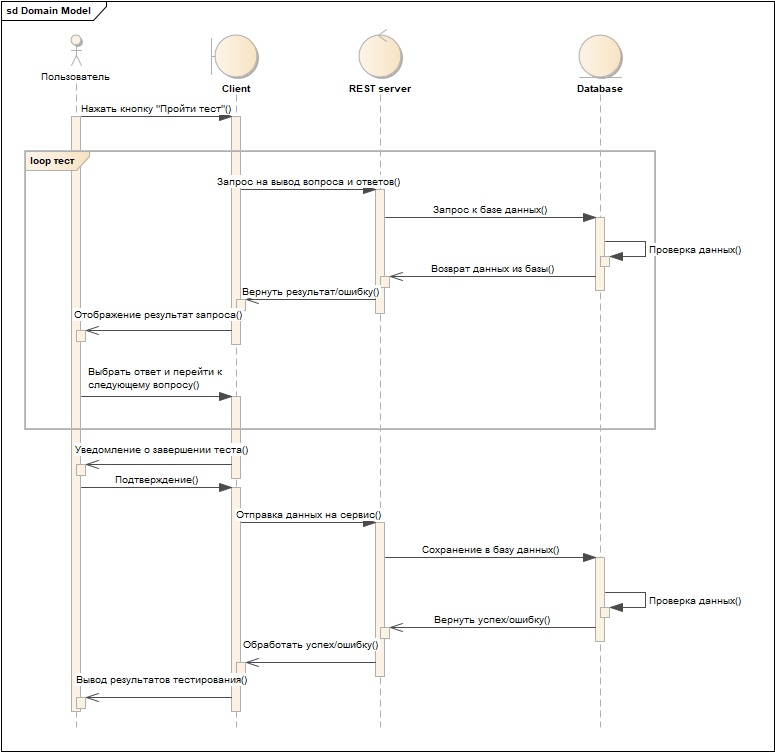 sd Domain Model
Пользователь
Client
REST server
Database
Нажать кнопку "Пройти тест"()
loop тест
Запрос на вывод вопроса и ответов()
Запрос к базе данных()
Проверка данных()
Возврат данных из базы()
Вернуть результат/ошибку()
Отображение результат запроса()
Выбрать ответ и перейти к
следующему вопросу()
Уведомление о завершении теста()
Подтверждение()
Отправка данных на сервис()
Сохранение в базу данных()
Проверка данных()
Вернуть успех/ошибку()
Обработать успех/ошибку()
Вывод результатов тестирования()